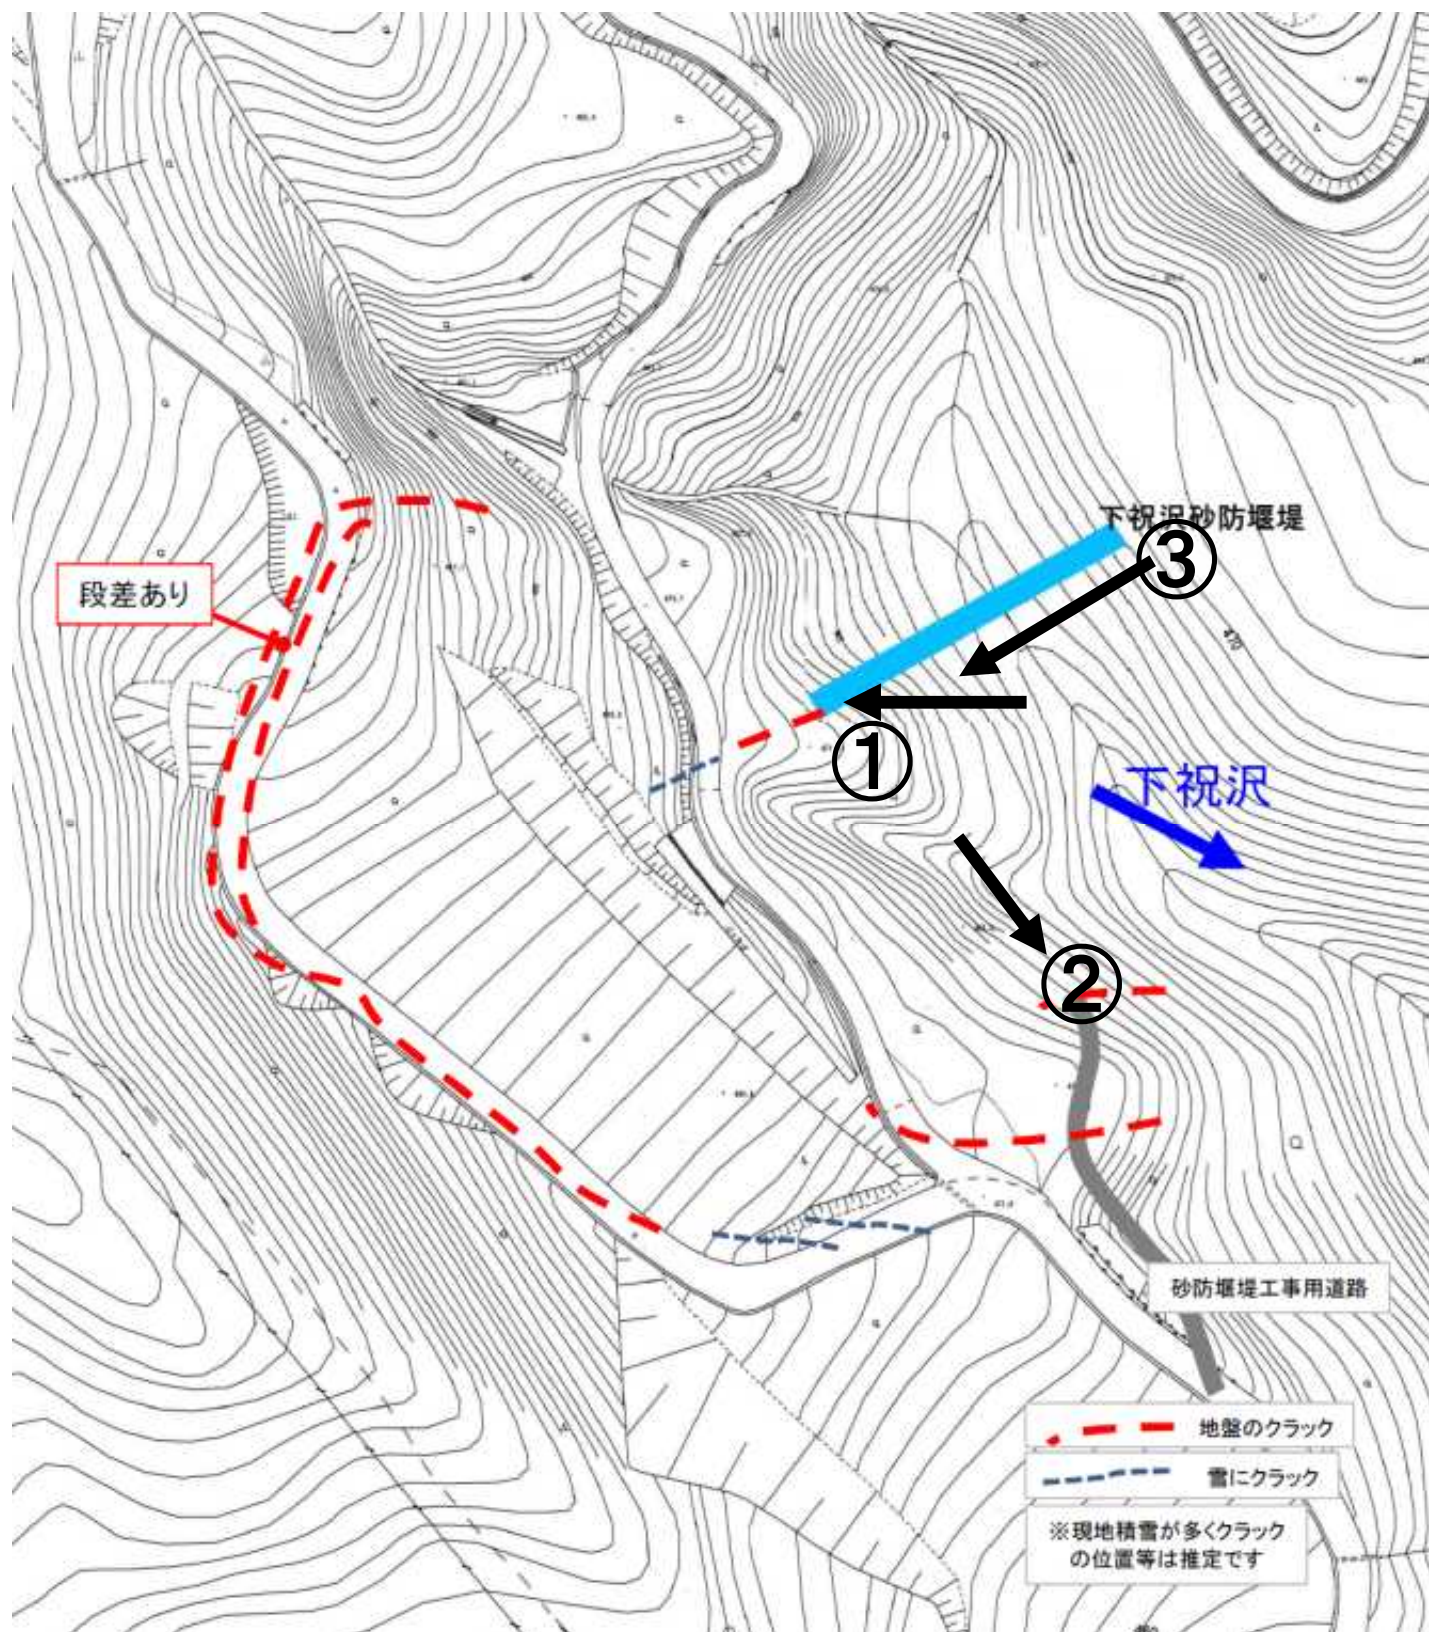 下祝沢砂防堰堤
③
段差あり
470
①
下祝沢
②
砂防堰堤工事用道路
地盤のクラック
雪にクラック
※現地積雪が多くクラック
の位置等は推定です